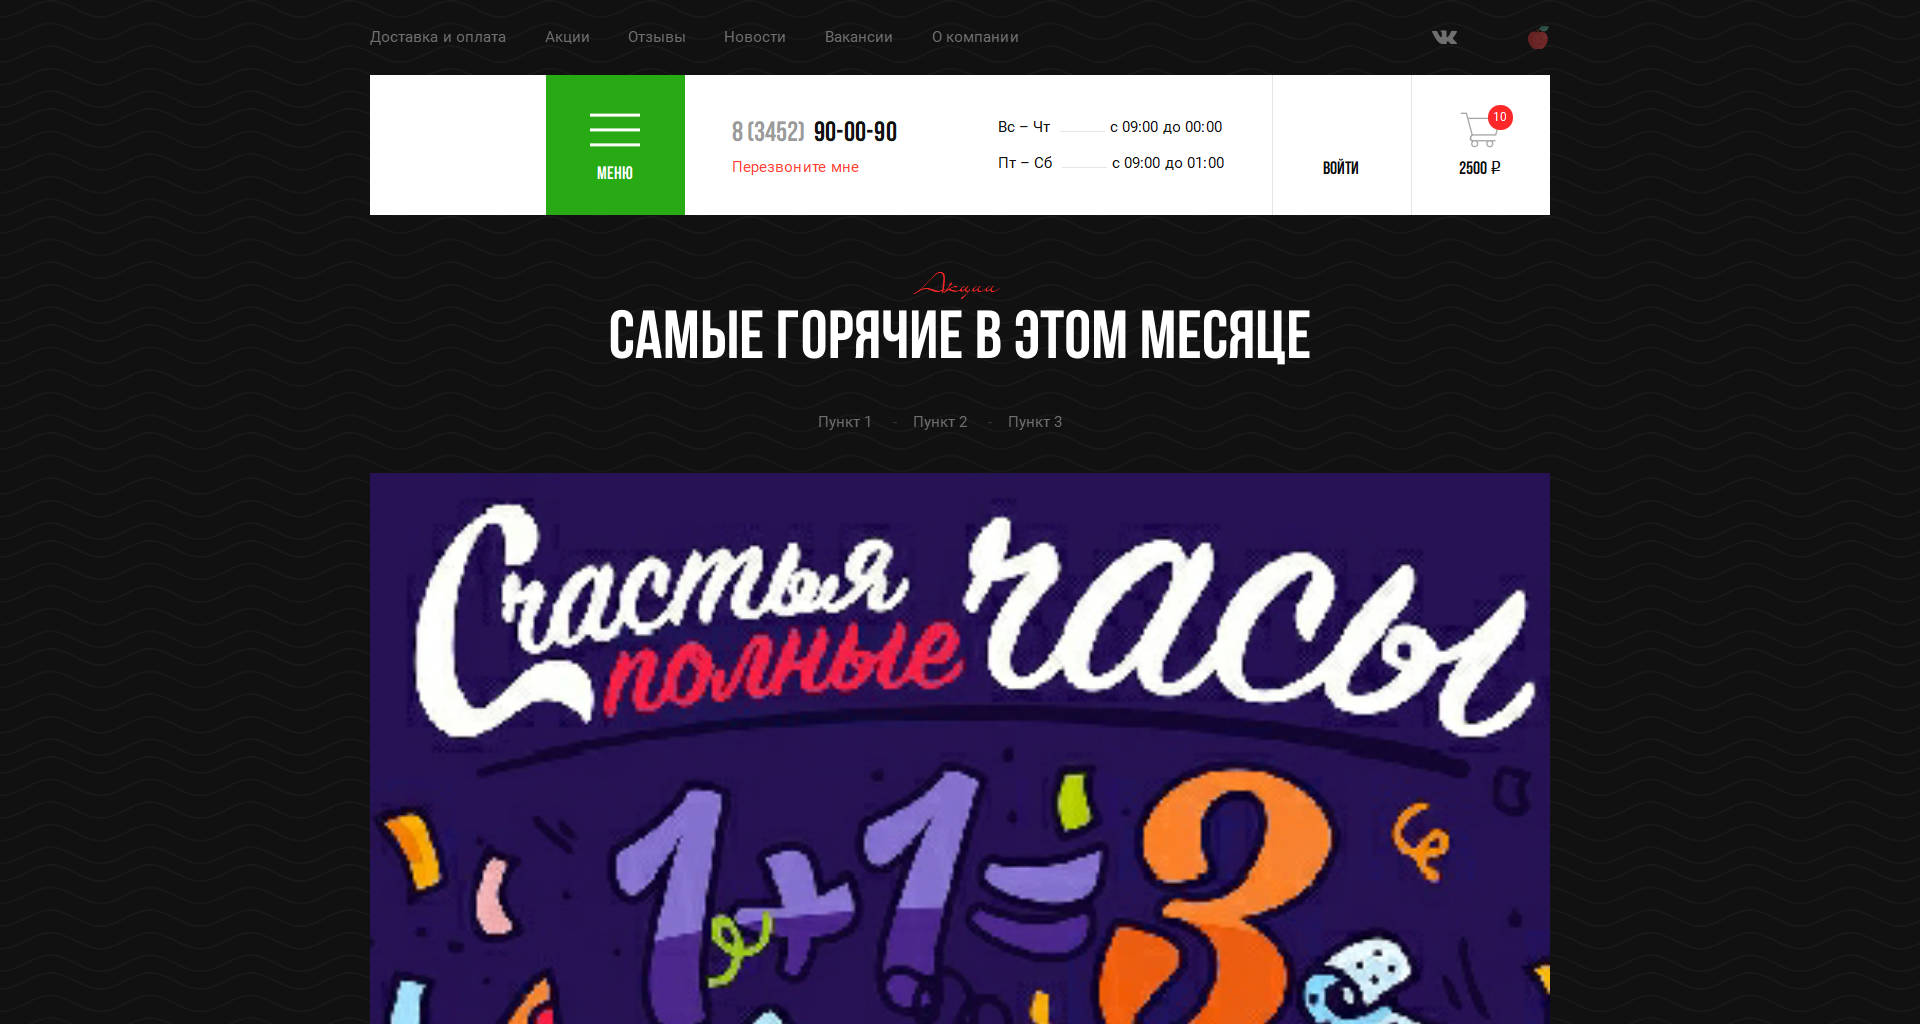 Доставка и оплата Акции Отзывы Новости Вакансии О компании
МЕНЮ
8 (3452) 90-00-90
Перезвоните мне
Вс – Чт с 09:00 до 00:00
Пт – Сб с 09:00 до 01:00
ВОЙТИ
10
2500 ₽
Акции
САМЫЕ ГОРЯЧИЕ В ЭТОМ МЕСЯЦЕ
Пункт 1 - Пункт 2 - Пункт 3
Счастья полные часы
1+1=3